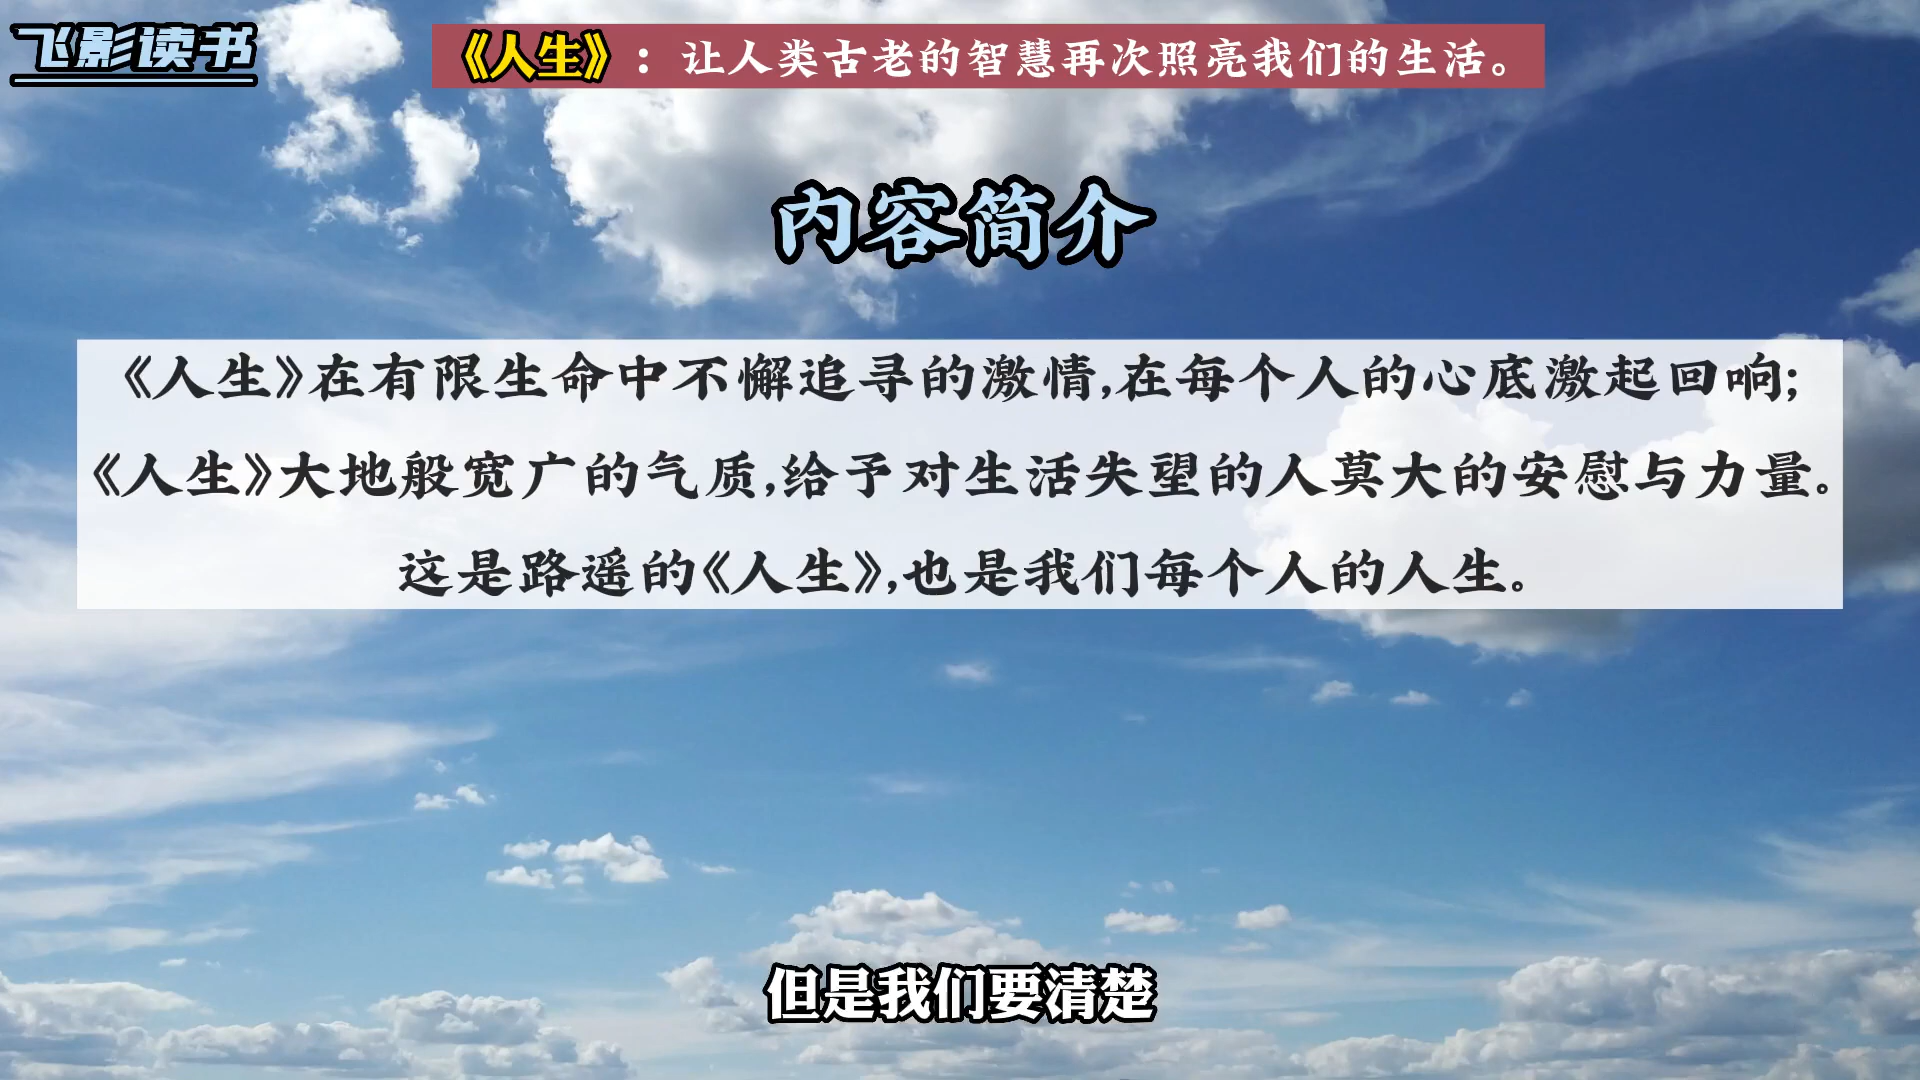 飞影读书
《人生》：让人类古老的智慧再次照亮我们的生活。
内容简介
《人生》在有限生命中不懈追寻的激情,在每个人的心底激起回响;
《人生》大地般宽广的气质,给予对生活失望的人莫大的安慰与力量。
这是路遥的《人生》,也是我们每个人的人生。
但是我们要清楚